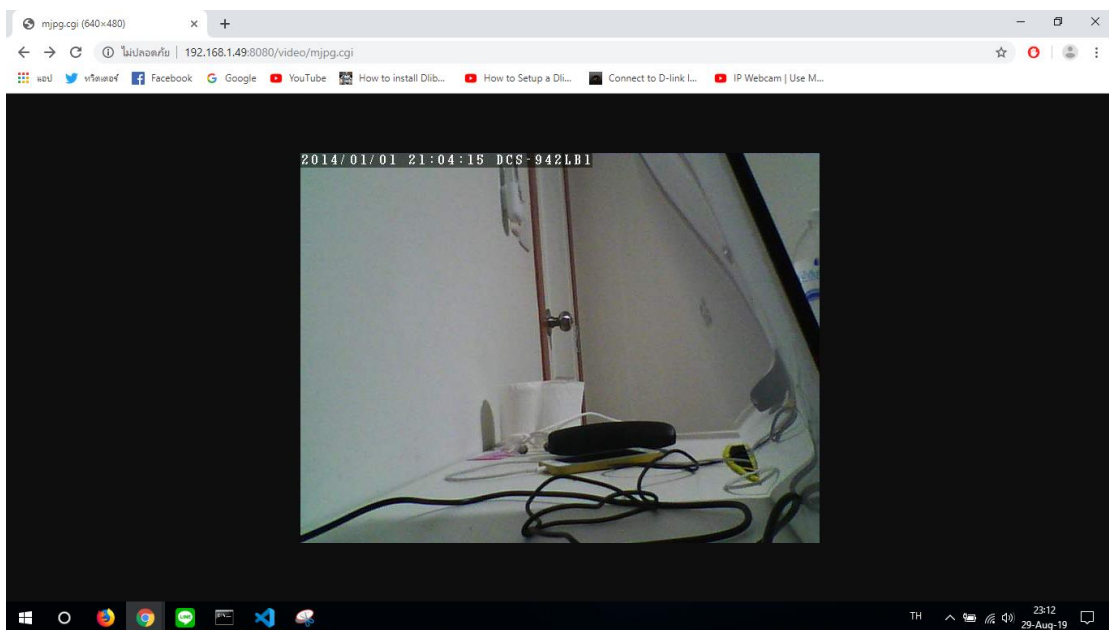 mjpg.cgi (640×480)
ไม่ปลอดภัย | 192.168.1.49:8080/video/mjpg.cgi
แอป ทวิตเตอร์ Facebook Google YouTube How to install Dlib... How to Setup a Dli... Connect to D-link I... IP Webcam | Use M...
2014/01/01 21:04:15 DCS-942LB1
TH 23:12
29-Aug-19